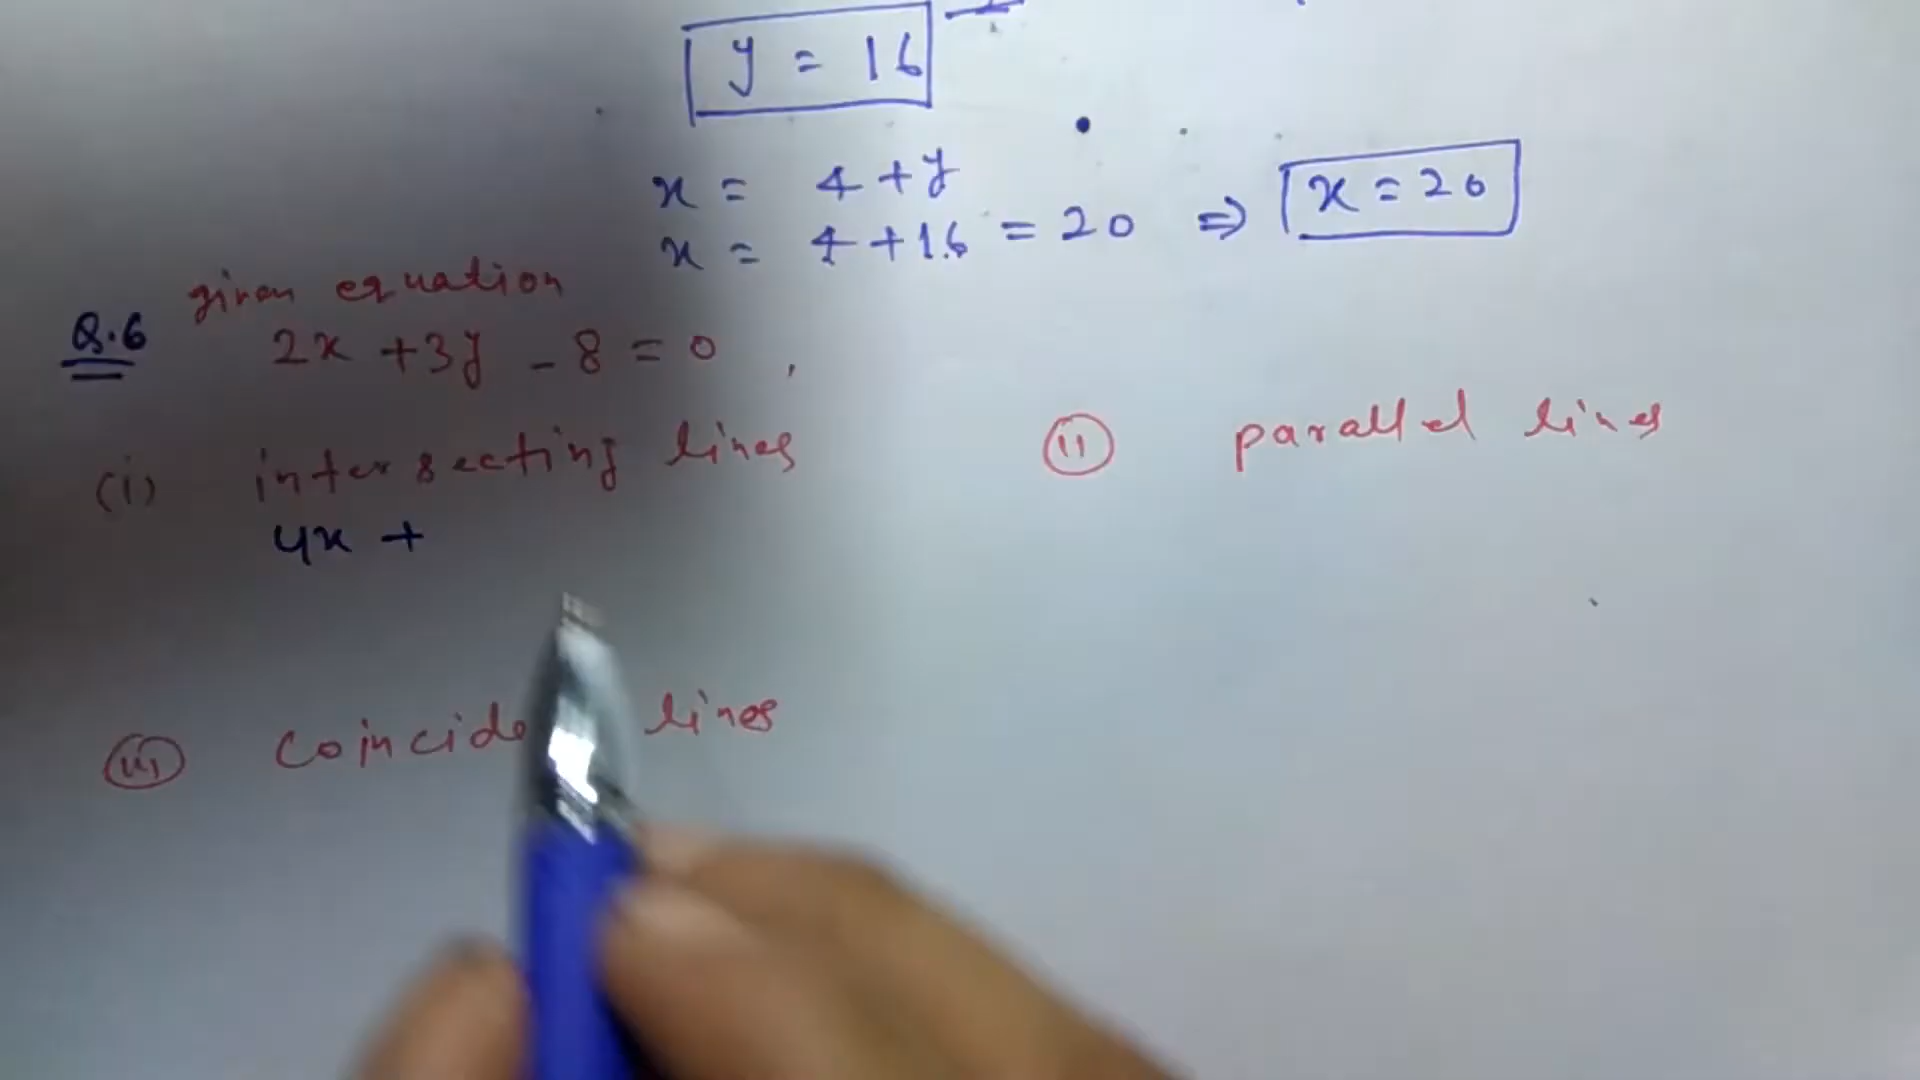 y = 16
x = 4 + y
x = 4 + 16 = 20 ⇒ x = 20
given equation
Q.6 2x + 3y - 8 = 0 ,
(i) intersecting lines
(ii) parallel lines
4x +
(iii) lines